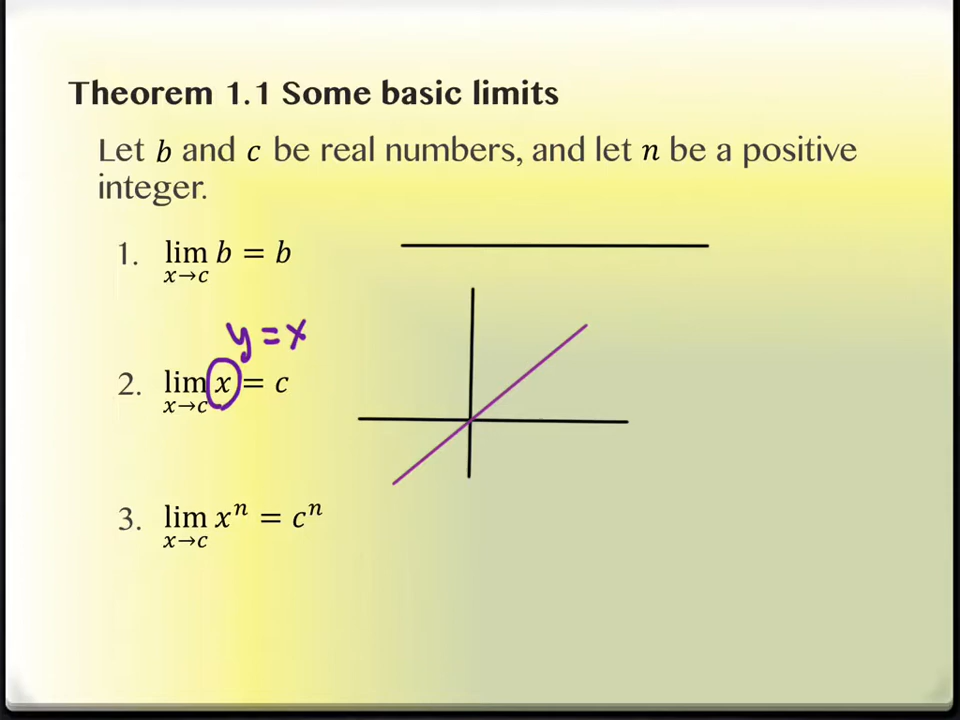 Theorem 1.1 Some basic limits
Let b and c be real numbers, and let n be a positive
integer.
1. lim b = b
x→c
y = x
2. lim x = c
x→c
3. lim xⁿ = cⁿ
x→c